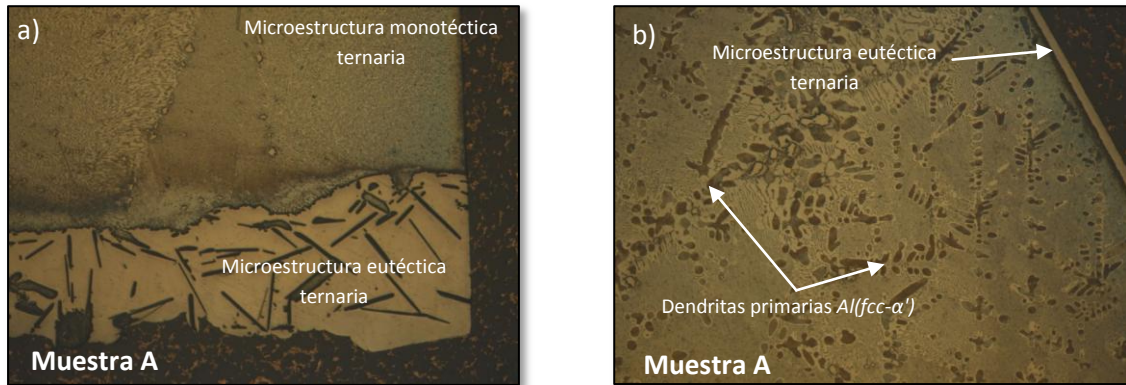 a)
Microestructura monotéctica
ternaria
Microestructura eutéctica
ternaria
Muestra A
b)
Microestructura eutéctica
ternaria
Dendritas primarias Al(fcc-α')
Muestra A